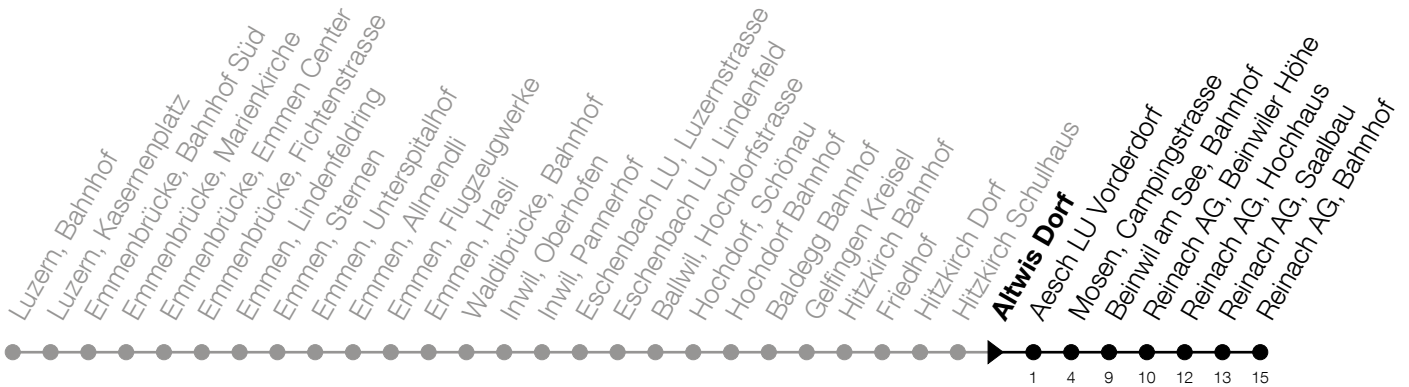 Luzern, Bahnhof
Luzern, Kasernenplatz
Emmenbrücke, Bahnhof Süd
Emmenbrücke, Marienkirche
Emmenbrücke, Emmen Center
Emmenbrücke, Fichtenstrasse
Emmen, Lindenfeldring
Emmen, Sternen
Emmen, Unterspitalhof
Emmen, Allmendli
Emmen, Flugzeugwerke
Emmen, Hasli
Waldibrücke, Bahnhof
Inwil, Oberhofen
Inwil, Pannerhof
Eschenbach LU, Luzernstrasse
Eschenbach LU, Lindenfeld
Ballwil, Hochdorfstrasse
Hochdorf, Schönau
Hochdorf Bahnhof
Baldegg Bahnhof
Gelfingen Kreisel
Hitzkirch Bahnhof
Friedhof
Hitzkirch Dorf
Hitzkirch Schulhaus
Altwis Dorf
Aesch LU Vorderdorf
Mosen, Campingstrasse
Beinwil am See, Bahnhof
Reinach AG, Beinwiler Höhe
Reinach AG, Hochhaus
Reinach AG, Saalbau
Reinach AG, Bahnhof
1 4 9 10 12 13 15